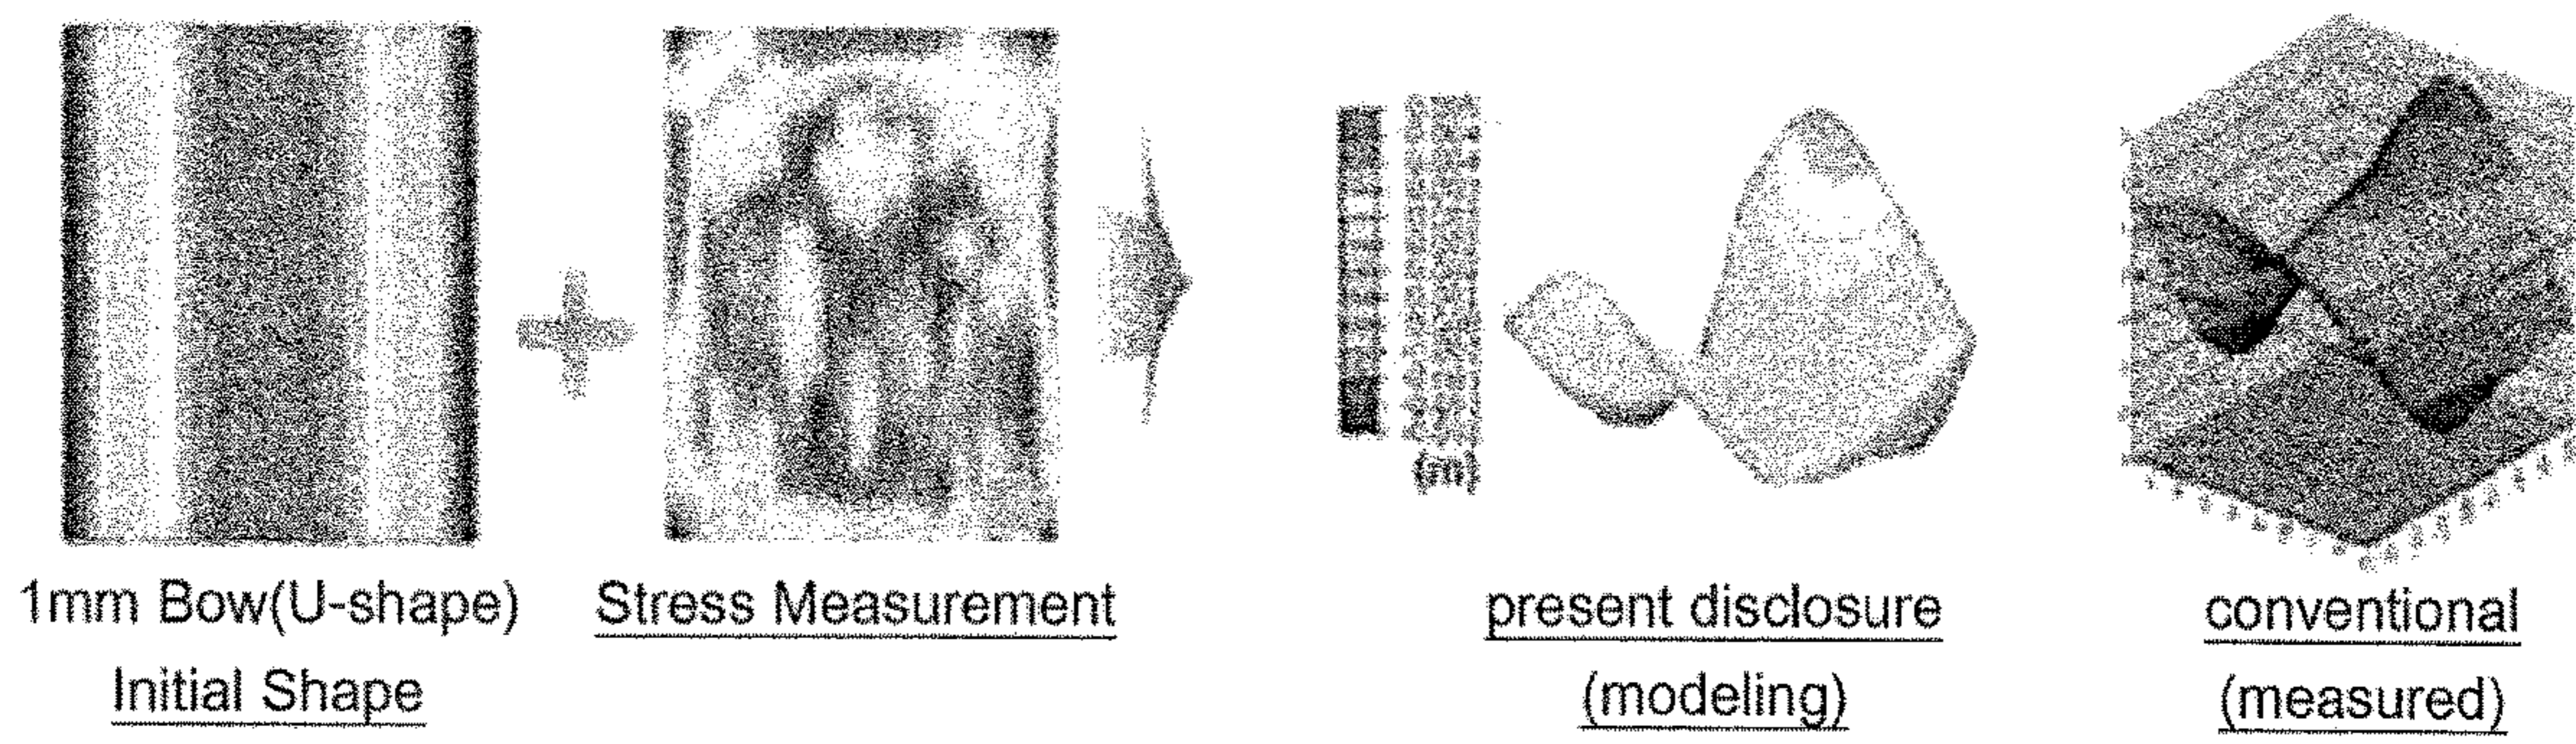 (m)
1mm Bow(U-shape)
Initial Shape
Stress Measurement
present disclosure
(modeling)
conventional
(measured)